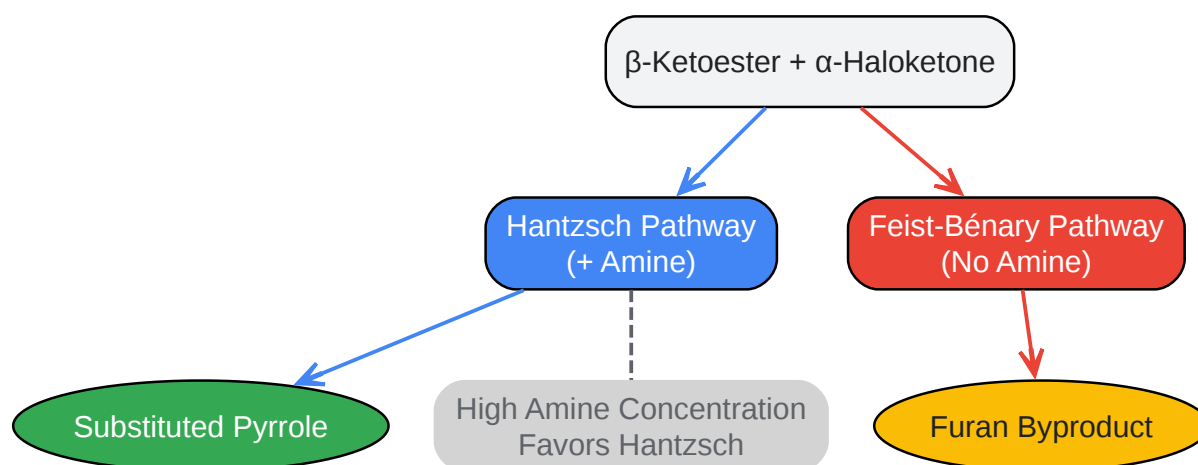 β-Ketoester + α-Haloketone
Hantzsch Pathway
(+ Amine)
Feist-Bénary Pathway
(No Amine)
Substituted Pyrrole
High Amine Concentration
Favors Hantzsch
Furan Byproduct